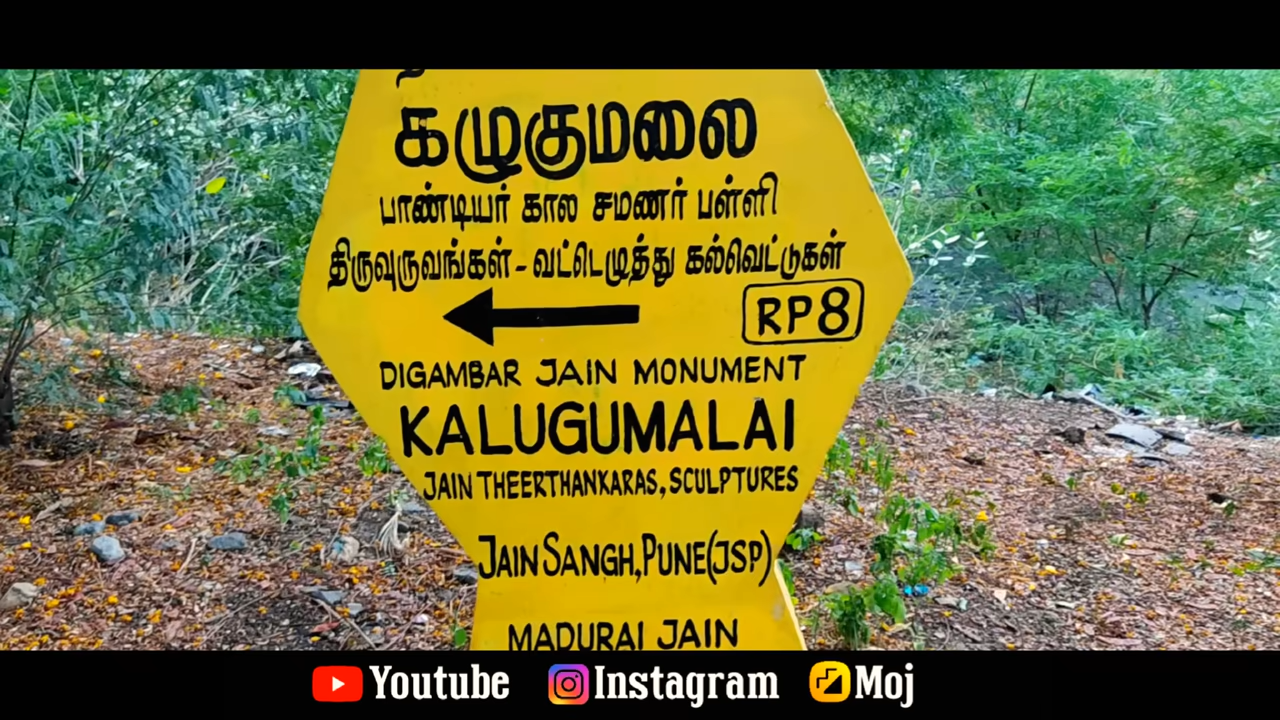 கழுகுமலை
பாண்டியர் கால சமணர் பள்ளி
திருவுருவங்கள் - வட்டெழுத்து கல்வெட்டுகள்
RP8
DIGAMBAR JAIN MONUMENT
KALUGUMALAI
JAIN THEERTHANKARAS, SCULPTURES
JAIN SANGH, PUNE (JSP)
MADURAI JAIN
Youtube Instagram Moj